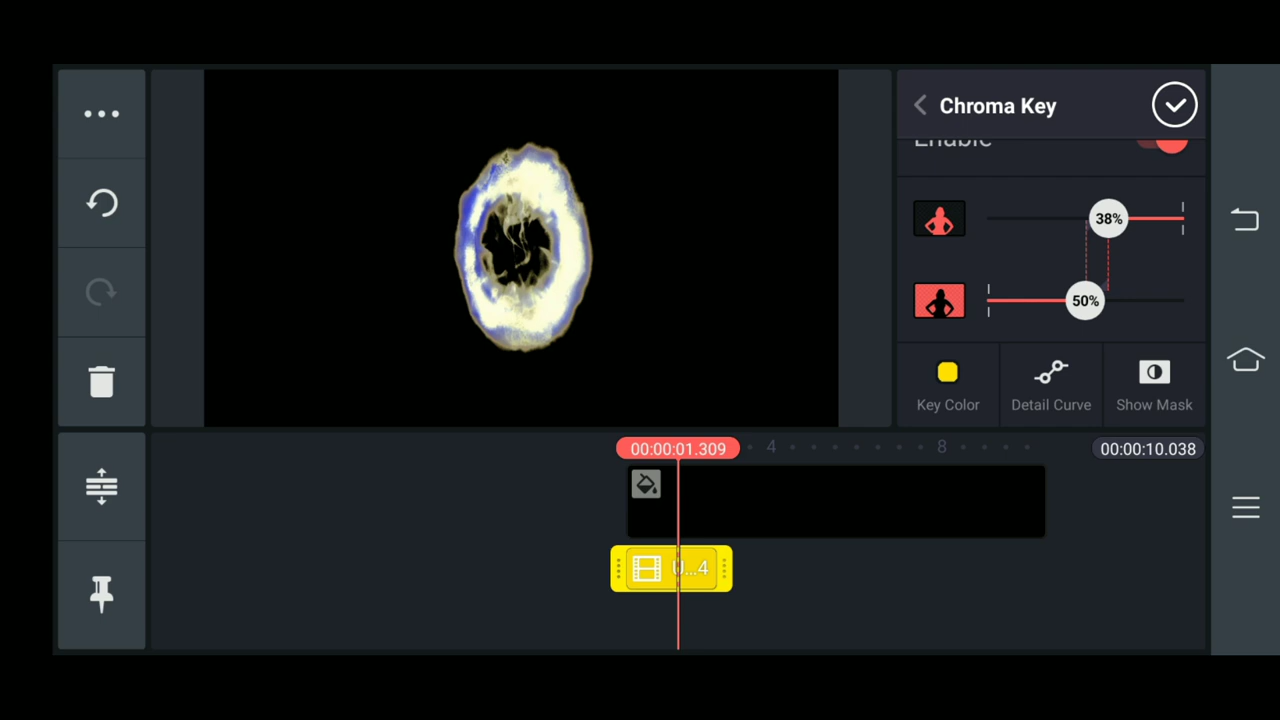 Chroma Key
Enable
38%
50%
Key Color
Detail Curve
Show Mask
00:00:01.309
4
8
00:00:10.038
U...4